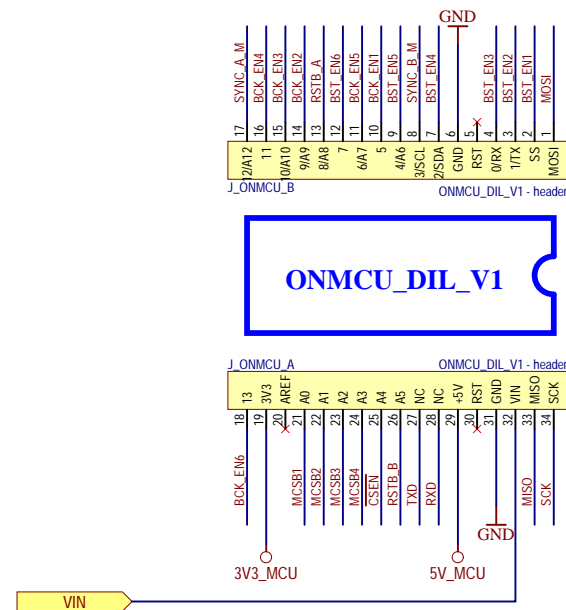 GND
SYNC_A_M
BCK_EN4
BCK_EN3
BCK_EN2
RSTB_A
BST_EN6
BCK_EN5
BCK_EN1
BST_EN5
SYNC_B_M
BST_EN4
BST_EN3
BST_EN2
BST_EN1
MOSI
17 16 15 14 13 12 11 10 9 8 7 6 5 4 3 2 1
12/A12 11 10/A10 9/A9 8/A8 7 6/A7 5 4/A6 3/SCL 2/SDA GND RST 0/RX 1/TX SS MOSI
J_ONMCU_B
ONMCU_DIL_V1 - header
ONMCU_DIL_V1
J_ONMCU_A
ONMCU_DIL_V1 - header
13 3V3 AREF A0 A1 A2 A3 A4 A5 NC NC +5V RST GND VIN MISO SCK
18 19 20 21 22 23 24 25 26 27 28 29 30 31 32 33 34
BCK_EN6
MCSB1
MCSB2
MCSB3
MCSB4
CSEN
RSTB_B
TXD
RXD
MISO
SCK
GND
3V3_MCU
5V_MCU
VIN